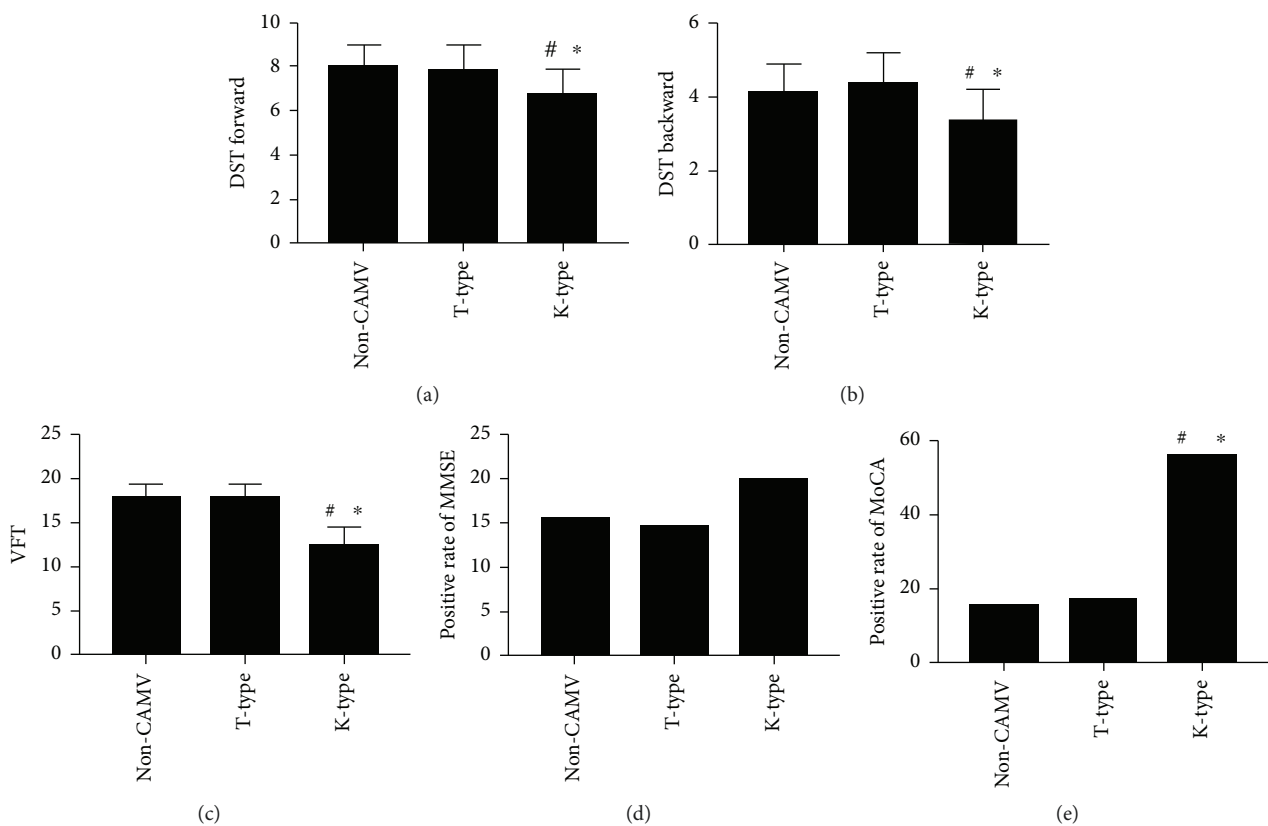 DST forward
10
8
6
4
2
0
# *
Non-CAMV
T-type
K-type
(a)
DST backward
6
4
2
0
# *
Non-CAMV
T-type
K-type
(b)
VFT
25
20
15
10
5
0
# *
Non-CAMV
T-type
K-type
(c)
Positive rate of MMSE
25
20
15
10
5
0
Non-CAMV
T-type
K-type
(d)
Positive rate of MoCA
60
40
20
0
# *
Non-CAMV
T-type
K-type
(e)